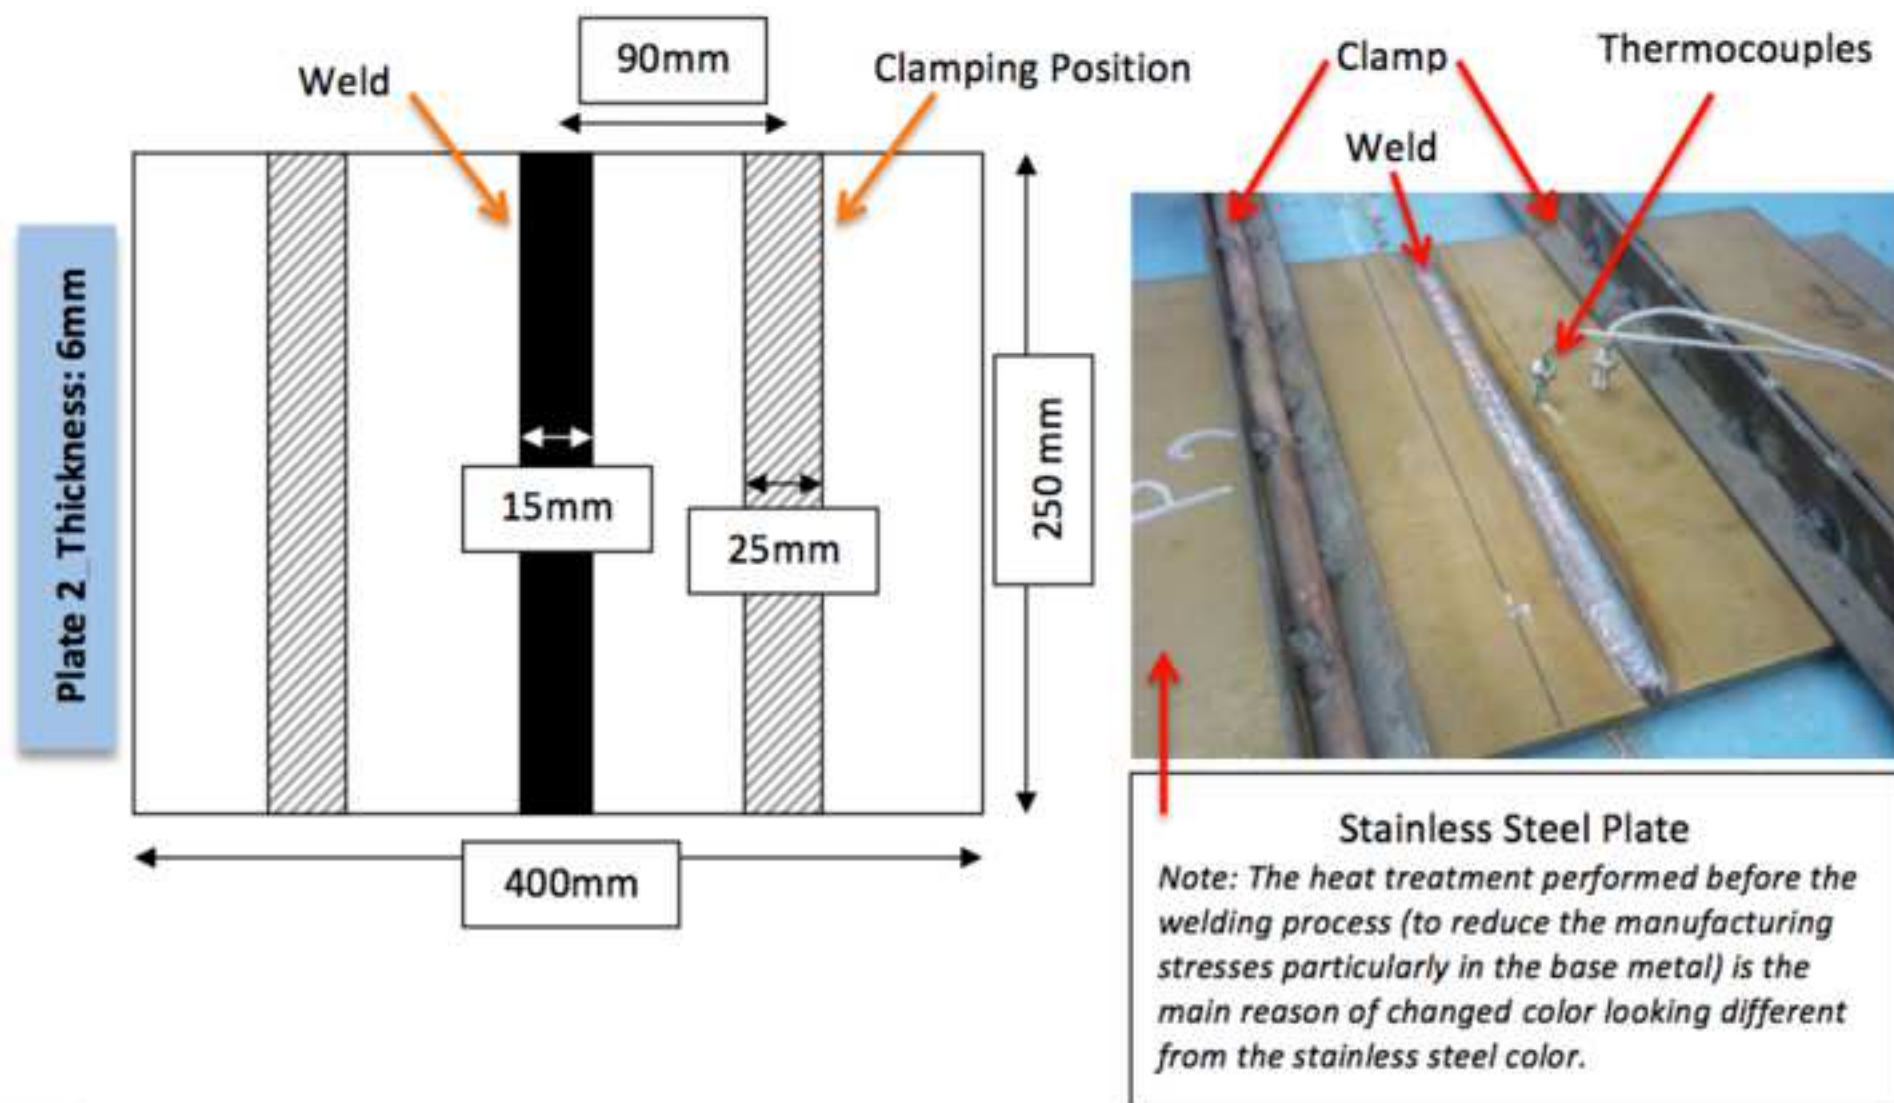 90mm
Weld
Clamping Position
Plate 2_Thickness: 6mm
15mm
25mm
250 mm
400mm
Clamp
Thermocouples
Weld
P2
Stainless Steel Plate
Note: The heat treatment performed before the
welding process (to reduce the manufacturing
stresses particularly in the base metal) is the
main reason of changed color looking different
from the stainless steel color.